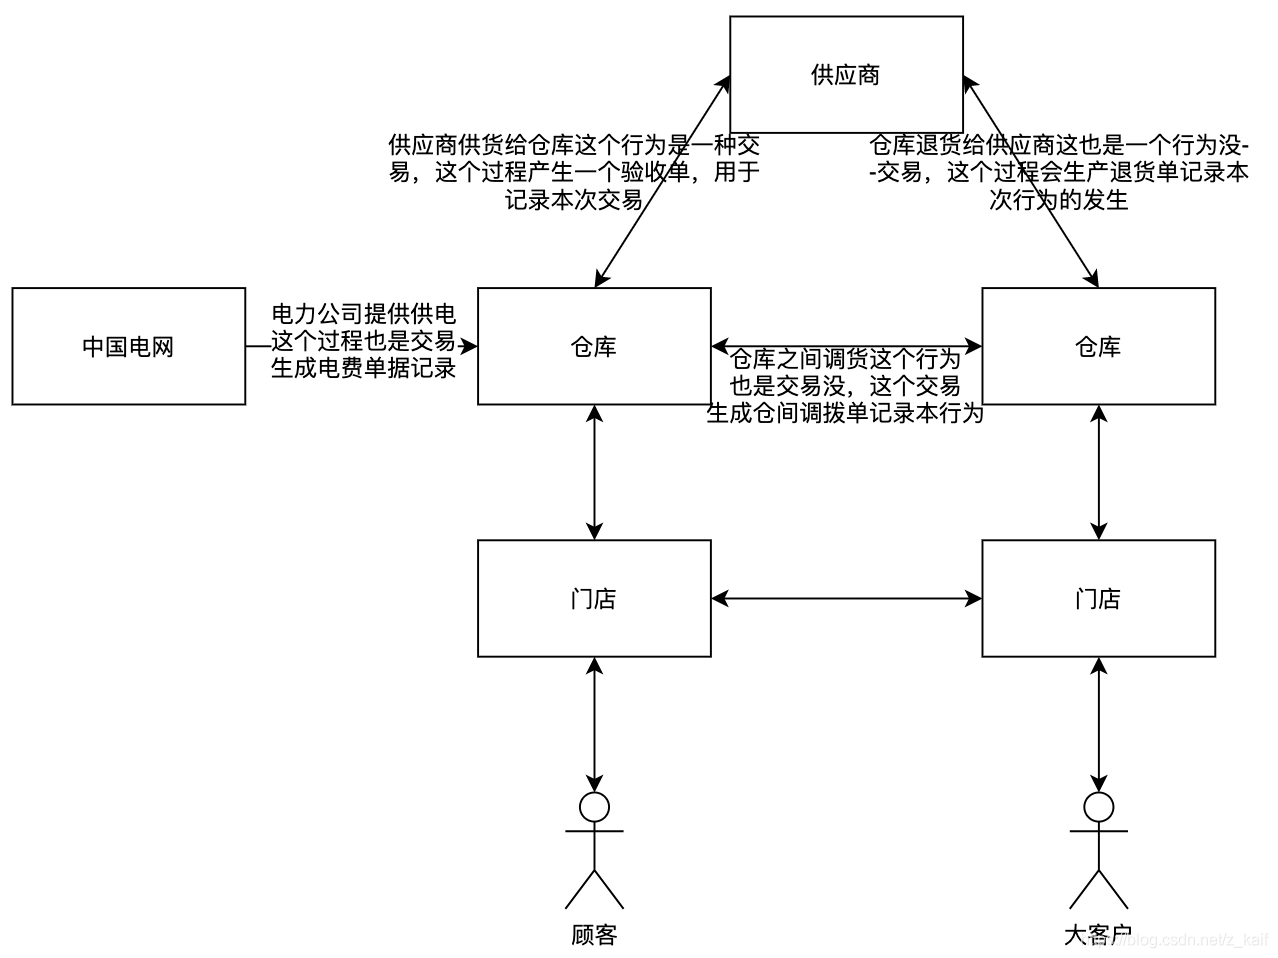 供应商
供应商供货给仓库这个行为是一种交
易，这个过程产生一个验收单，用于
记录本次交易
仓库退货给供应商这也是一个行为没-
-交易，这个过程会生产退货单记录本
次行为的发生
中国电网
电力公司提供供电
这个过程也是交易
生成电费单据记录
仓库
仓库之间调货这个行为
也是交易没，这个交易
生成仓间调拨单记录本行为
仓库
门店
门店
顾客
大客户
https://blog.csdn.net/z_kaif